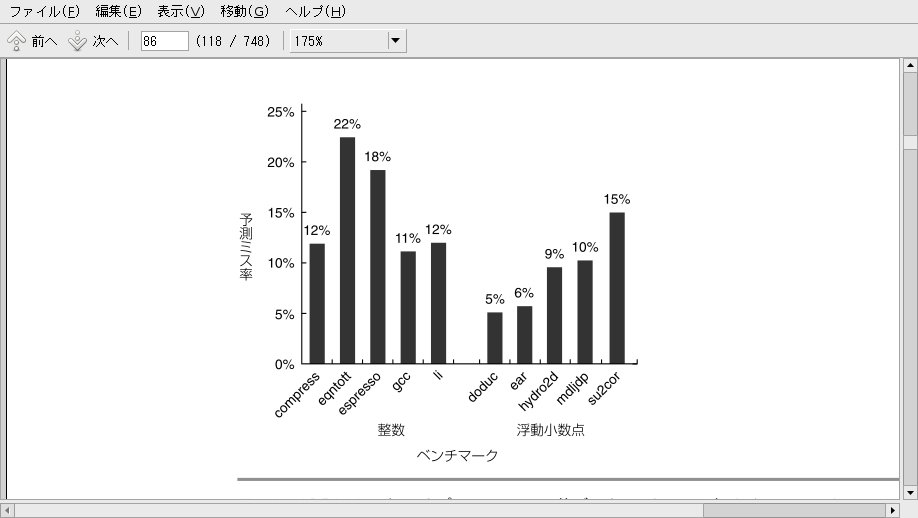 ファイル(F) 編集(E) 表示(V) 移動(G) ヘルプ(H)
前へ 次へ 86 (118 / 748) 175%
25%
22%
20%
18%
15%
15%
12%
11%
12%
10%
9%
10%
5%
5%
6%
0%
予測ミス率
compress eqntott espresso gcc li doduc ear hydro2d mdljdp su2cor
整数 浮動小数点
ベンチマーク